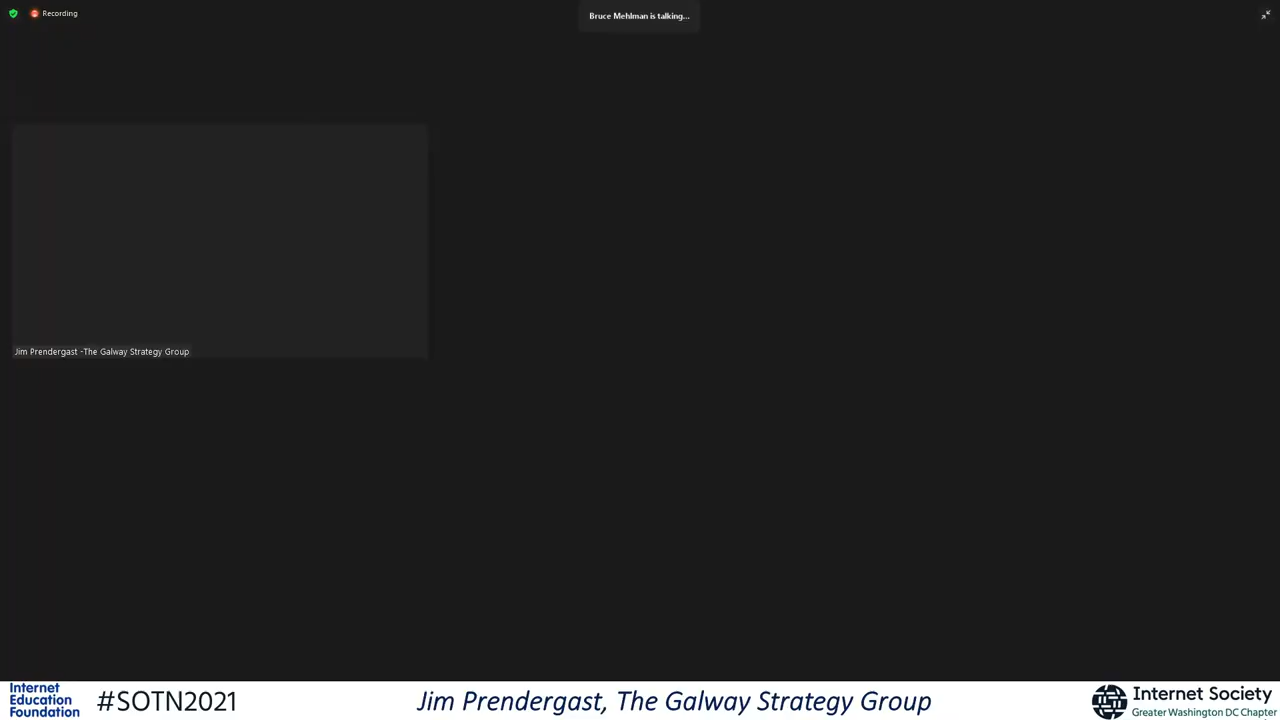 Recording
Bruce Mehlman is talking...
Jim Prendergast -The Galway Strategy Group
Internet
Education
Foundation
#SOTN2021
Jim Prendergast, The Galway Strategy Group
Internet Society
Greater Washington DC Chapter